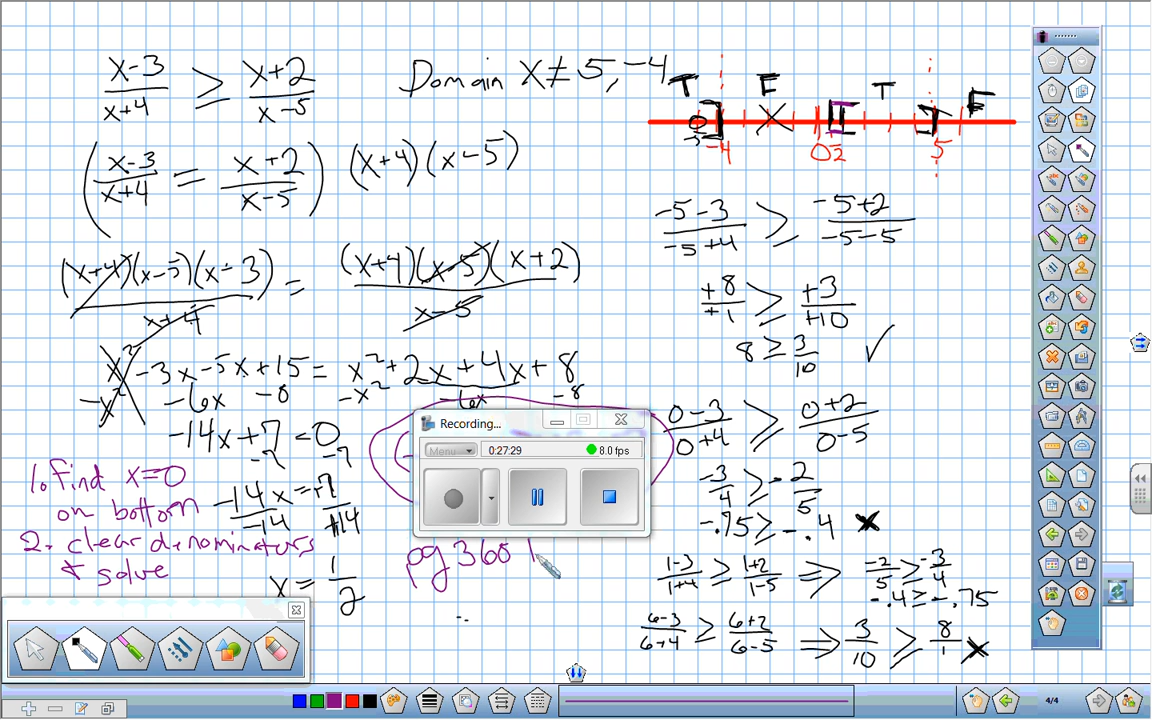 x-3/x+4 ≥ x+2/x-5
Domain x≠5,-4
(x-3/x+4 = x+2/x-5) (x+4)(x-5)
(x+4)(x-5)(x-3)/x+4 = (x+4)(x-5)(x+2)/x-5
x²-3x-5x+15 = x²+2x+4x+8
-x² -6x -8 -x² -6x -8
-14x+7=0
-7 -7
-14x=+7
-14 +14
x=1/2
1. find x=0
on bottom
2. clear denominators
& solve
pg 360
T F T F
-5 -4 0 5
-5-3/-5+4 ≥ -5+2/-5-5
+8/+1 ≥ +3/+10
8 ≥ 3/10 ✓
0-3/0+4 ≥ 0+2/0-5
-3/4 ≥ -2/5
-.75 ≥ -.4 ×
1-3/1+4 ≥ 1+2/1-5 ⇒ -2/5 ≥ -3/4
-.4 ≥ -.75
6-3/6+4 ≥ 6+2/6-5 ⇒ 3/10 ≥ 8/1 ×
Recording...
Menu
0:27:29
8.0 fps
4/4